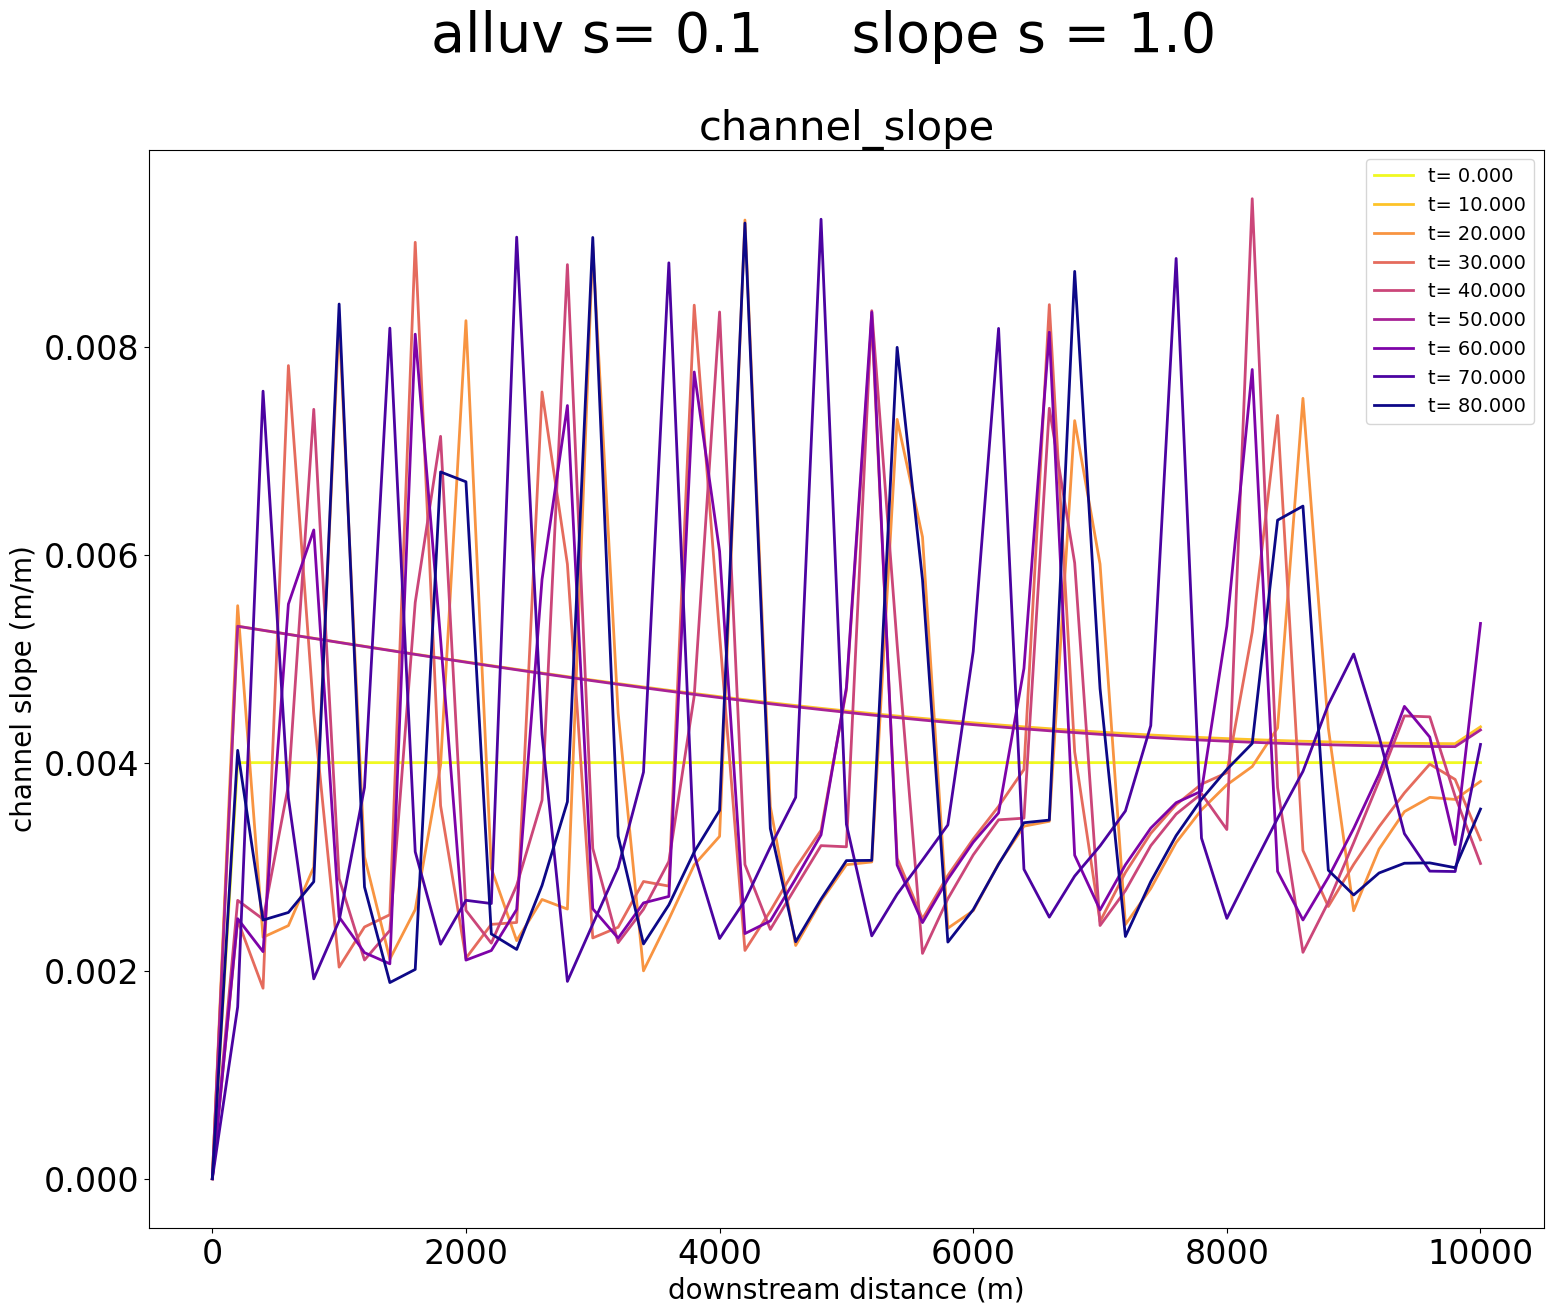 alluv s= 0.1     slope s = 1.0
channel_slope
t= 0.000
t= 10.000
t= 20.000
t= 30.000
t= 40.000
t= 50.000
t= 60.000
t= 70.000
t= 80.000
channel slope (m/m)
0.008
0.006
0.004
0.002
0.000
0 2000 4000 6000 8000 10000
downstream distance (m)